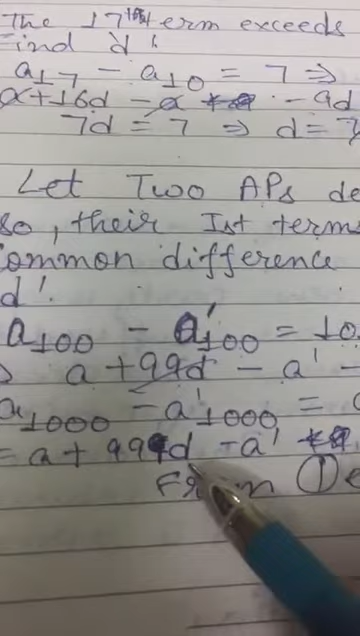 The 17th term exceeds
Find 'd'
a17 - a10 = 7 ⇒
a+16d - a - 9d
7d = 7 ⇒ d = 
Let Two APs
so, their Ist terms
common difference
d'.
a100 - a'100 = 10
a + 99d - a' -
a1000 - a'1000 =
= a + 999d - a'
From ①